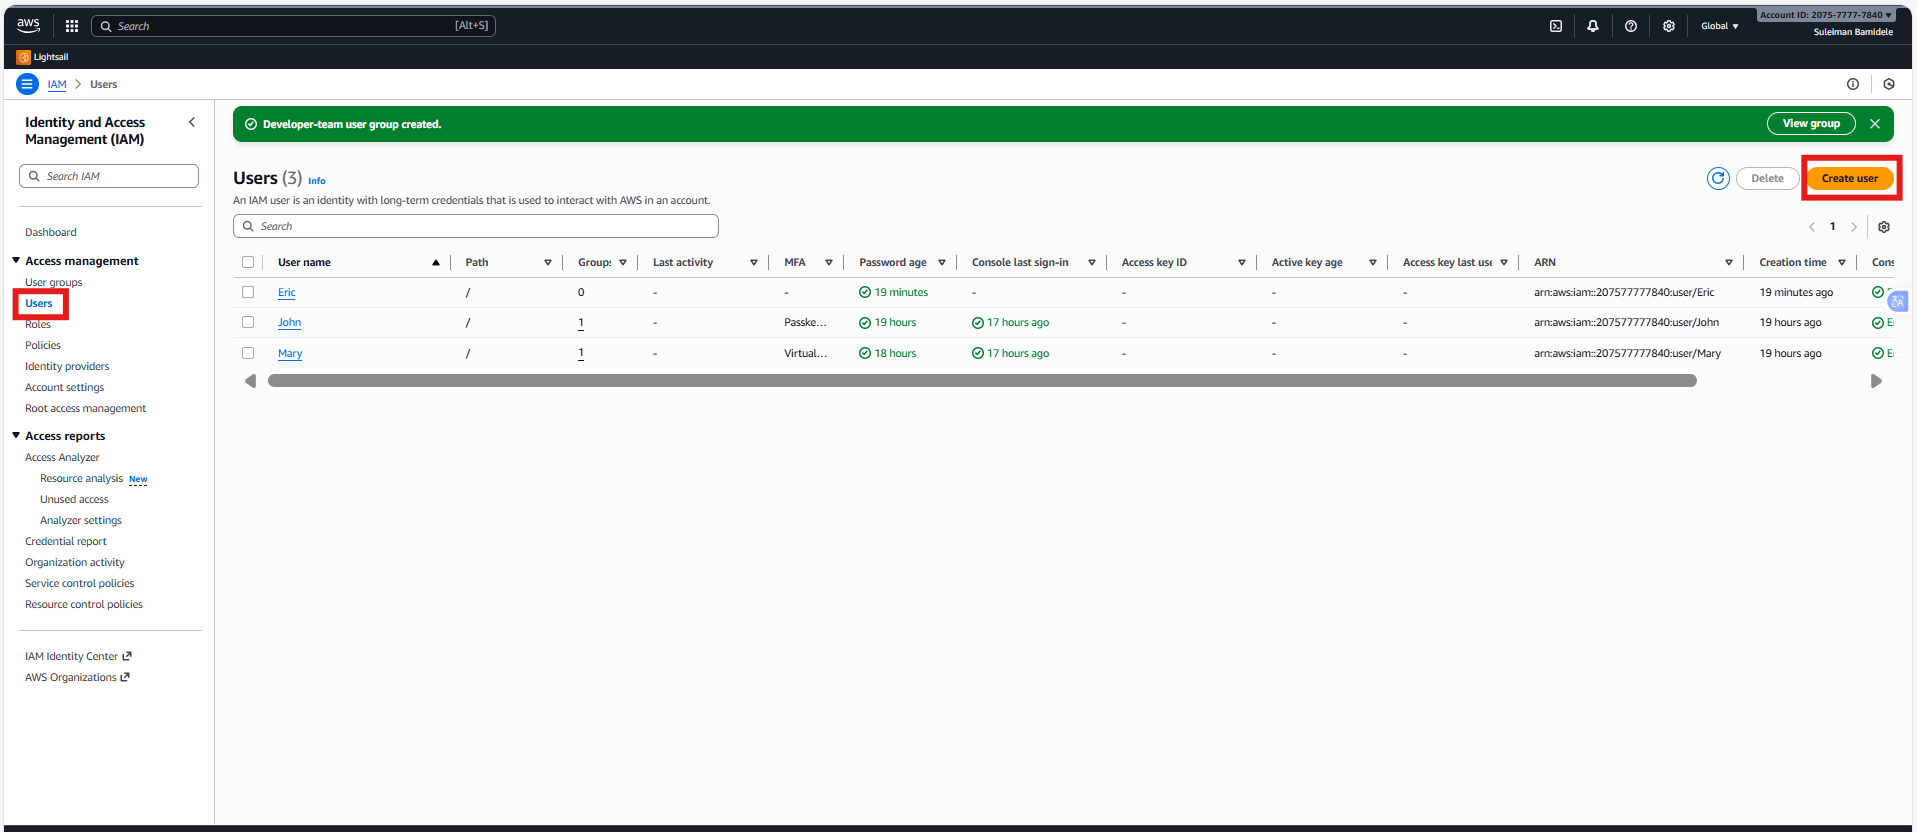 aws
Search [Alt+S]
Global
Account ID: 2075-7777-7840
Suleiman Bamidele
Lightsail
IAM > Users
Identity and Access
Management (IAM)
Search IAM
Dashboard
Access management
User groups
Users
Roles
Policies
Identity providers
Account settings
Root access management
Access reports
Access Analyzer
Resource analysis New
Unused access
Analyzer settings
Credential report
Organization activity
Service control policies
Resource control policies
IAM Identity Center
AWS Organizations
Developer-team user group created.
View group
Users (3) Info
Delete
Create user
An IAM user is an identity with long-term credentials that is used to interact with AWS in an account.
Search
1
User name Path Groups Last activity MFA Password age Console last sign-in Access key ID Active key age Access key last use ARN Creation time Cons
Eric / 0 - - 19 minutes - - - - arn:aws:iam::207577777840:user/Eric 19 minutes ago
John / 1 - Passke... 19 hours 17 hours ago - - - arn:aws:iam::207577777840:user/John 19 hours ago
Mary / 1 - Virtual... 18 hours 17 hours ago - - - arn:aws:iam::207577777840:user/Mary 19 hours ago